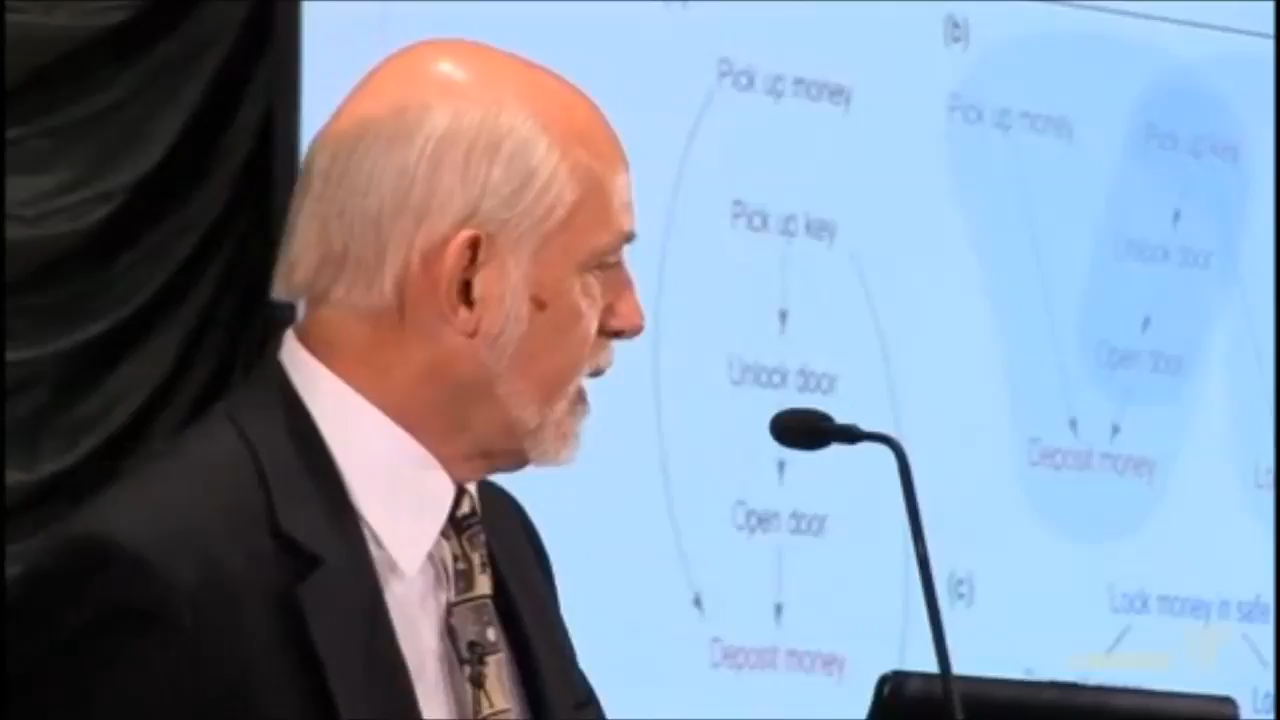 (b)
Pick up money
Pick up key
Unlock door
Open door
Deposit money
Pick up money
Pick up key
Unlock door
Open door
Deposit money
(c)
Lock money in safe